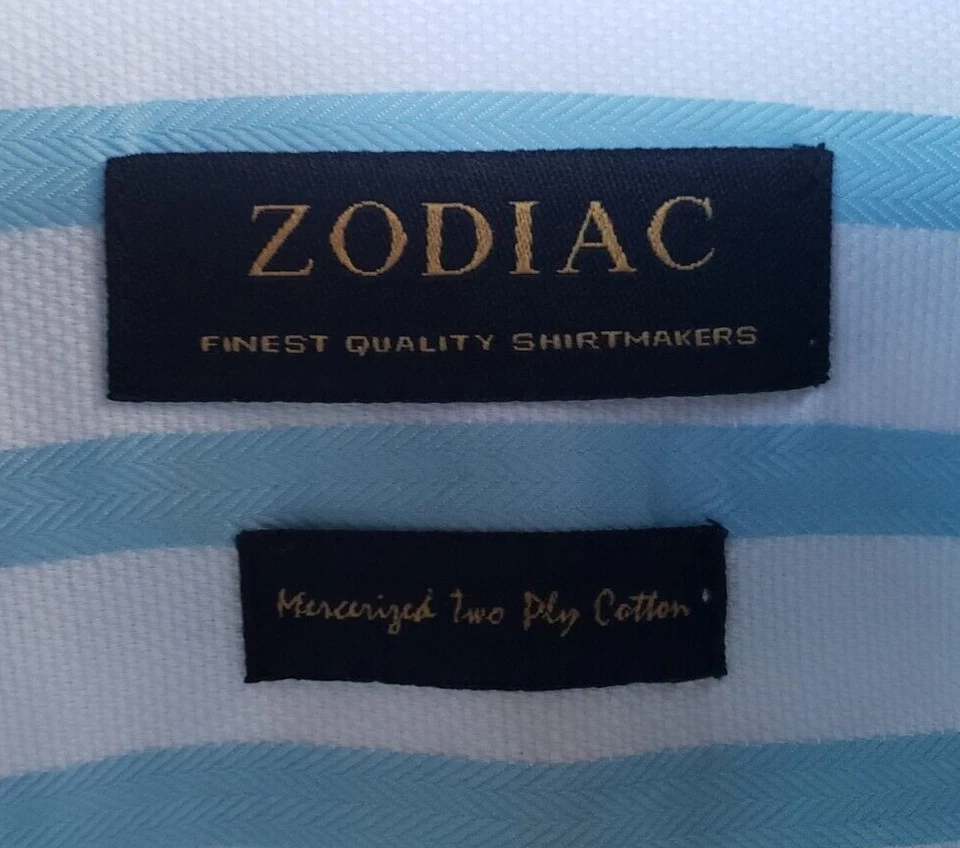 ZODIAC
FINEST QUALITY SHIRTMAKERS
Mercerized Two Ply Cotton